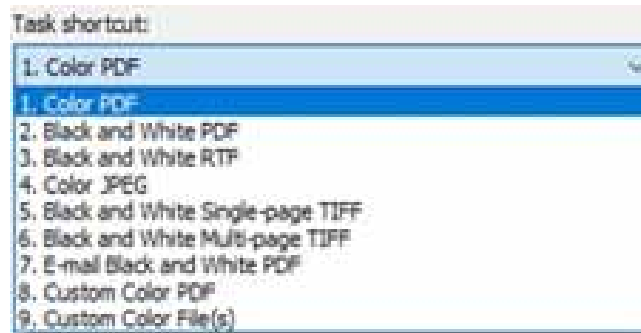 Task shortcut:
1. Color PDF
1. Color PDF
2. Black and White PDF
3. Black and White RTF
4. Color JPEG
5. Black and White Single-page TIFF
6. Black and White Multi-page TIFF
7. E-mail Black and White PDF
8. Custom Color PDF
9. Custom Color File(s)